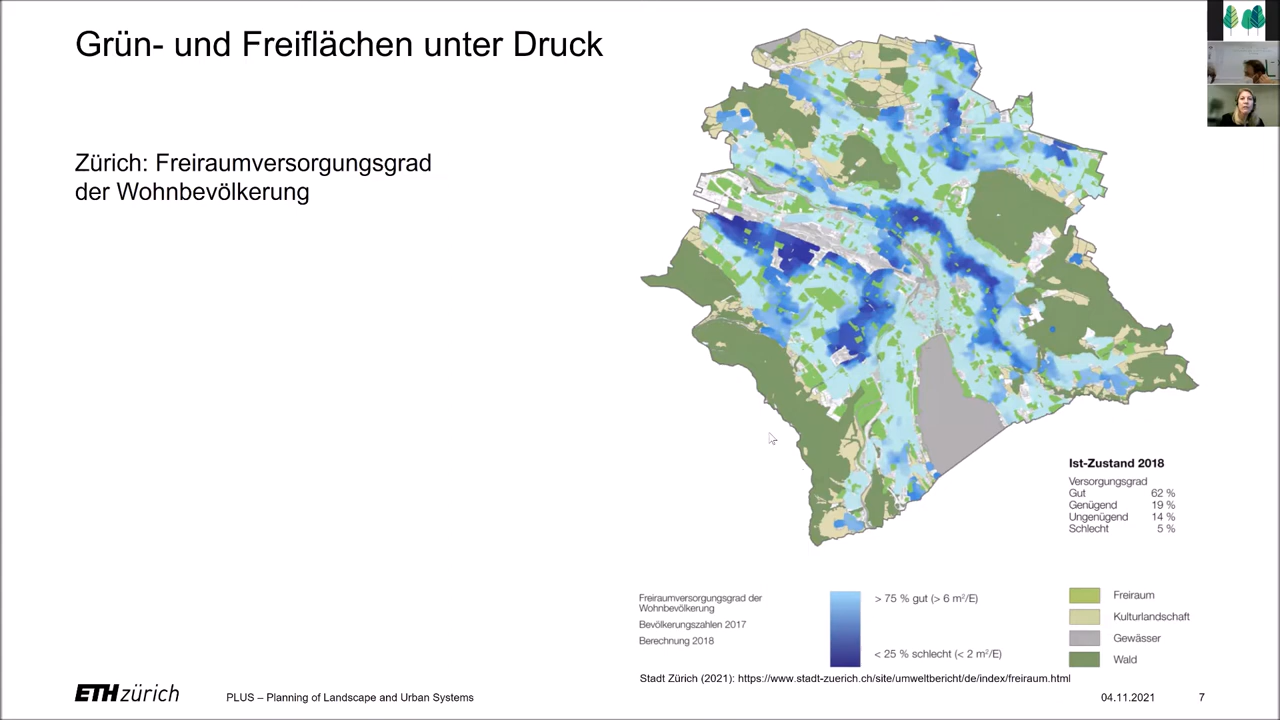 Grün- und Freiflächen unter Druck
Zürich: Freiraumversorgungsgrad
der Wohnbevölkerung
Ist-Zustand 2018
Versorgungsgrad
Gut 62 %
Genügend 19 %
Ungenügend 14 %
Schlecht 5 %
Freiraumversorgungsgrad der
Wohnbevölkerung
Bevölkerungszahlen 2017
Berechnung 2018
> 75 % gut (> 6 m²/E)
< 25 % schlecht (< 2 m²/E)
Freiraum
Kulturlandschaft
Gewässer
Wald
Stadt Zürich (2021): https://www.stadt-zuerich.ch/site/umweltbericht/de/index/freiraum.html
ETH zürich
PLUS – Planning of Landscape and Urban Systems
04.11.2021
7